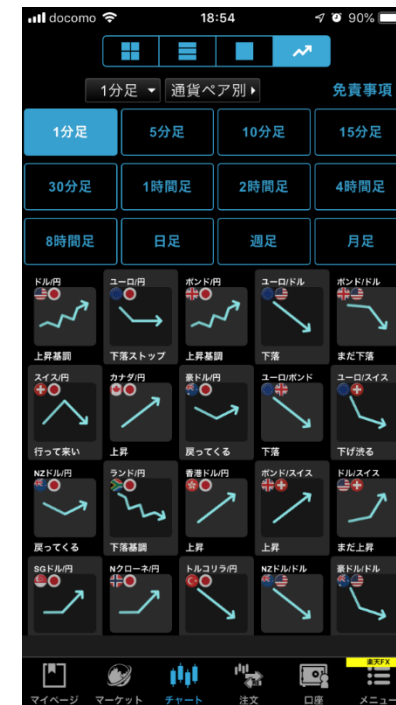 docomo 18:54 90%
1分足 通貨ペア別 免責事項
1分足 5分足 10分足 15分足
30分足 1時間足 2時間足 4時間足
8時間足 日足 週足 月足
ドル/円 ユーロ/円 ポンド/円 ユーロ/ドル ポンド/ドル
上昇基調 下落ストップ 上昇基調 下落 まだ下落
スイス/円 カナダ/円 豪ドル/円 ユーロ/ポンド ユーロ/スイス
行って来い 上昇 戻ってくる 下落 下げ渋る
NZドル/円 ランド/円 香港ドル/円 ポンド/スイス ドル/スイス
戻ってくる 下落基調 上昇 上昇 まだ上昇
SGドル/円 Nクローネ/円 トルコリラ/円 NZドル/ドル 豪ドル/ドル
楽天FX
マイページ マーケット チャート 注文 口座 メニュー